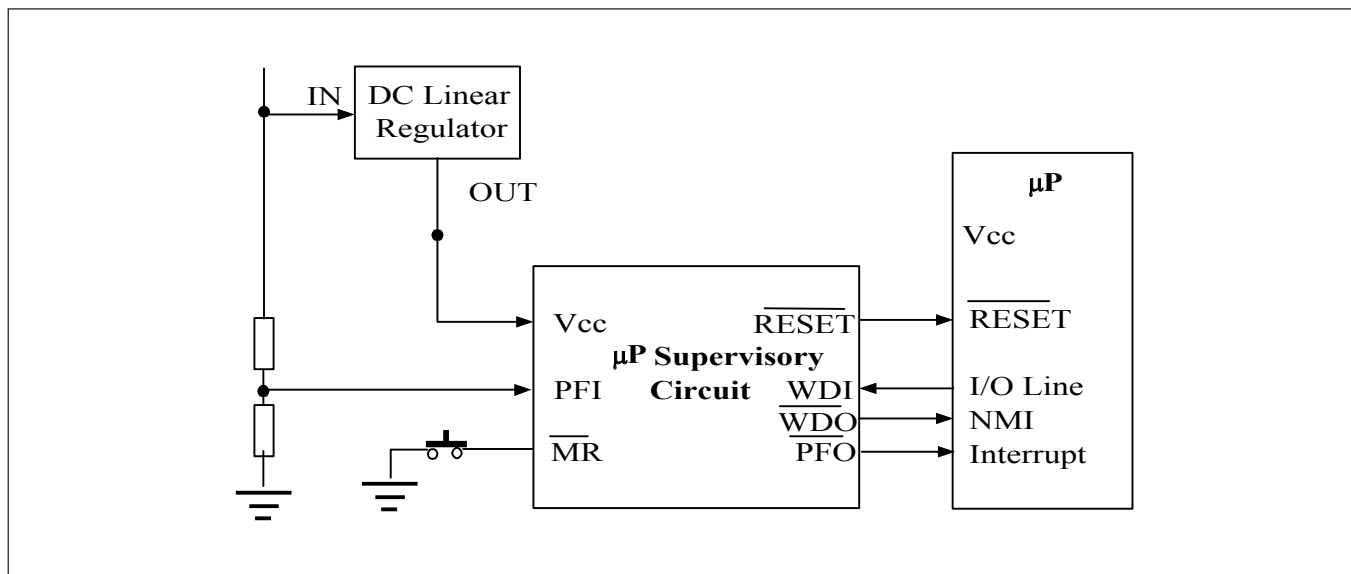 IN
DC Linear
Regulator
OUT
μP
Vcc
RESET
I/O Line
NMI
Interrupt
Vcc
PFI
MR
μP Supervisory
Circuit
RESET
WDI
WDO
PFO